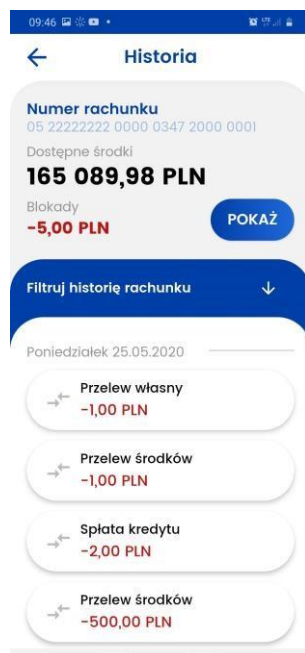 09:46
Historia
Numer rachunku
05 22222222 0000 0347 2000 0001
Dostępne środki
165 089,98 PLN
Blokady
-5,00 PLN
POKAŻ
Filtruj historię rachunku
Poniedziałek 25.05.2020
Przelew własny
-1,00 PLN
Przelew środków
-1,00 PLN
Spłata kredytu
-2,00 PLN
Przelew środków
-500,00 PLN